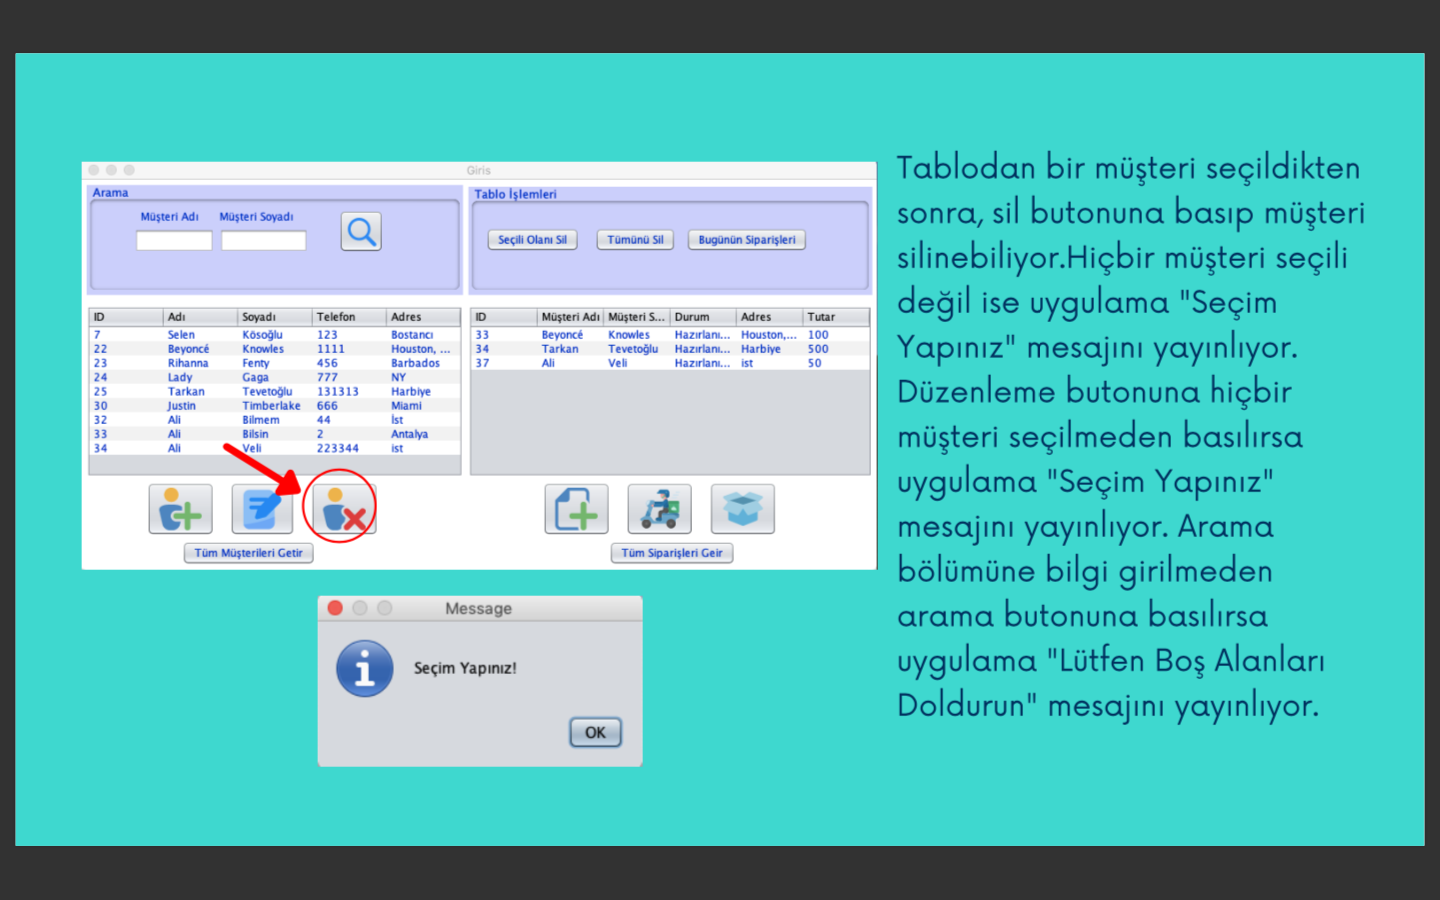 Giris
Arama
Müşteri Adı Müşteri Soyadı
Tablo İşlemleri
Seçili Olanı Sil Tümünü Sil Bugünün Siparişleri
ID Adı Soyadı Telefon Adres
7 Selen Kösoğlu 123 Bostancı
22 Beyoncé Knowles 1111 Houston, ...
23 Rihanna Fenty 456 Barbados
24 Lady Gaga 777 NY
25 Tarkan Tevetoğlu 131313 Harbiye
30 Justin Timberlake 666 Miami
32 Ali Bilmem 44 İst
33 Ali Bilsin 2 Antalya
34 Ali Veli 223344 ist
ID Müşteri Adı Müşteri S... Durum Adres Tutar
33 Beyoncé Knowles Hazırlanı... Houston,... 100
34 Tarkan Tevetoğlu Hazırlanı... Harbiye 500
37 Ali Veli Hazırlanı... ist 50
Tüm Müşterileri Getir
Tüm Siparişleri Geir
Message
Seçim Yapınız!
OK
Tablodan bir müşteri seçildikten
sonra, sil butonuna basıp müşteri
silinebiliyor.Hiçbir müşteri seçili
değil ise uygulama "Seçim
Yapınız" mesajını yayınlıyor.
Düzenleme butonuna hiçbir
müşteri seçilmeden basılırsa
uygulama "Seçim Yapınız"
mesajını yayınlıyor. Arama
bölümüne bilgi girilmeden
arama butonuna basılırsa
uygulama "Lütfen Boş Alanları
Doldurun" mesajını yayınlıyor.